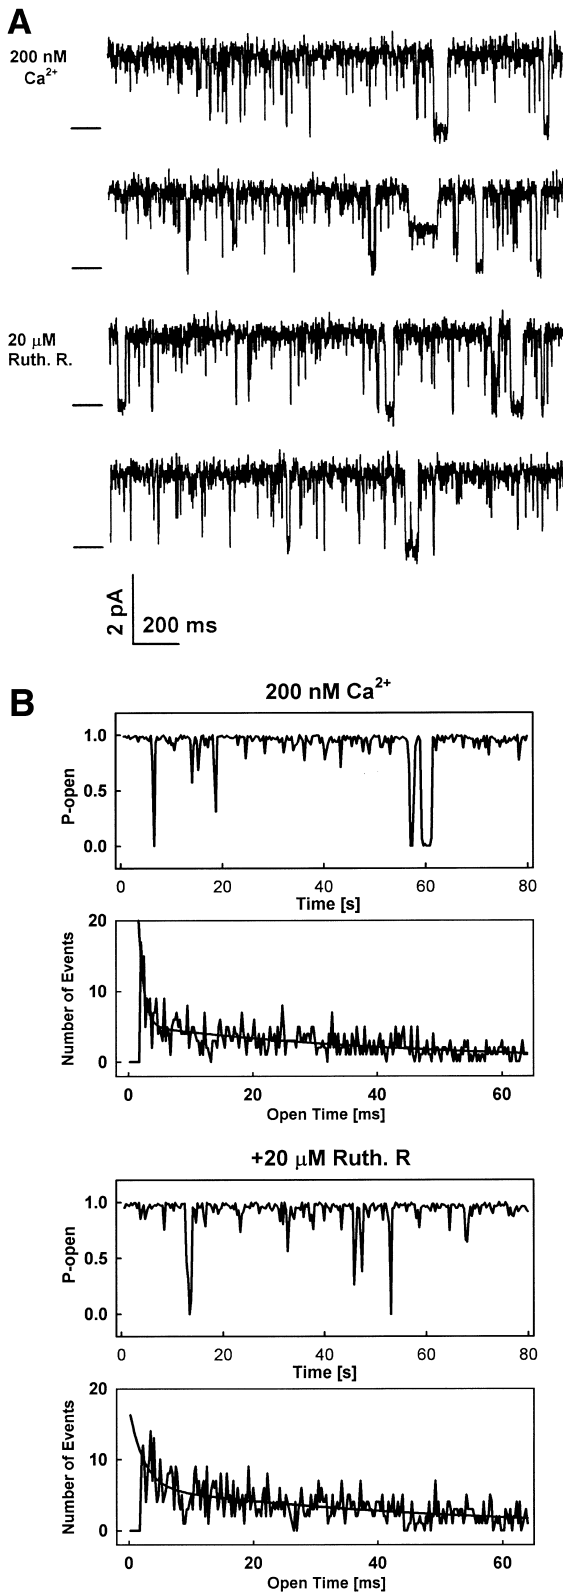 A
200 nM
Ca2+
20 μM
Ruth. R.
2 pA
200 ms
B
200 nM Ca2+
P-open
1.0
0.5
0.0
0 20 40 60 80
Time [s]
Number of Events
20
10
0
0 20 40 60
Open Time [ms]
+20 μM Ruth. R
P-open
1.0
0.5
0.0
0 20 40 60 80
Time [s]
Number of Events
20
10
0
0 20 40 60
Open Time [ms]